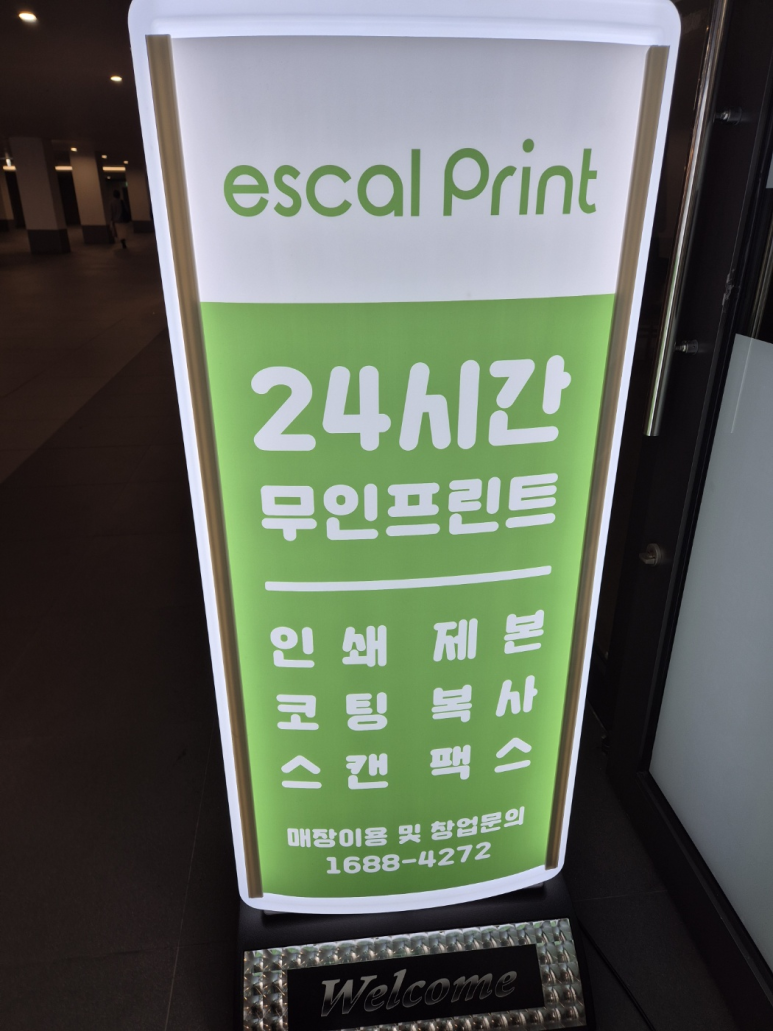 escal Print
24시간
무인프린트
인쇄 제본
코팅 복사
스캔 팩스
매장이용 및 창업문의
1688-4272
Welcome